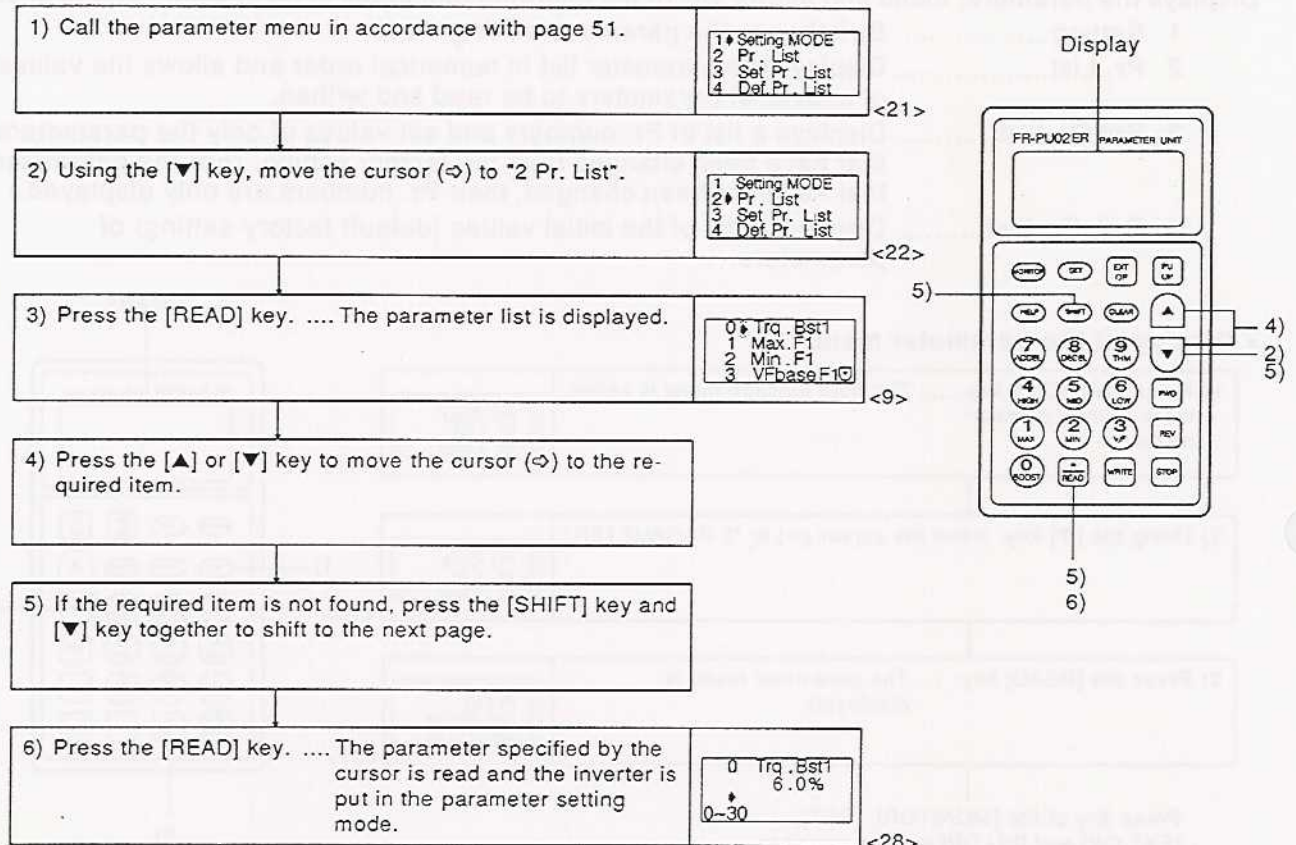 1) Call the parameter menu in accordance with page 51.
1 Setting MODE
2 Pr. List
3 Set Pr. List
4 Def. Pr. List
<21>
2) Using the [▼] key, move the cursor (⇨) to "2 Pr. List".
1 Setting MODE
2 Pr. List
3 Set Pr. List
4 Def. Pr. List
<22>
3) Press the [READ] key. .... The parameter list is displayed.
0 Trq.Bst1
1 Max.F1
2 Min.F1
3 VFbaseF1
<9>
4) Press the [▲] or [▼] key to move the cursor (⇨) to the re-
quired item.
5) If the required item is not found, press the [SHIFT] key and
[▼] key together to shift to the next page.
6) Press the [READ] key. .... The parameter specified by the
cursor is read and the inverter is
put in the parameter setting
mode.
0 Trq.Bst1
6.0%
0~30
<28>
Display
FR-PU02ER PARAMETER UNIT
MONITOR SET EXT OP PU OP
HELP SHIFT CLEAR ▲
7 ACCEL 8 DECEL 9 THM ▼
4 HIGH 5 MID 6 LOW FWD
1 MAX 2 MIN 3 V/F REV
0 BOOST READ WRITE STOP
5)
4)
2)
5)
5)
6)